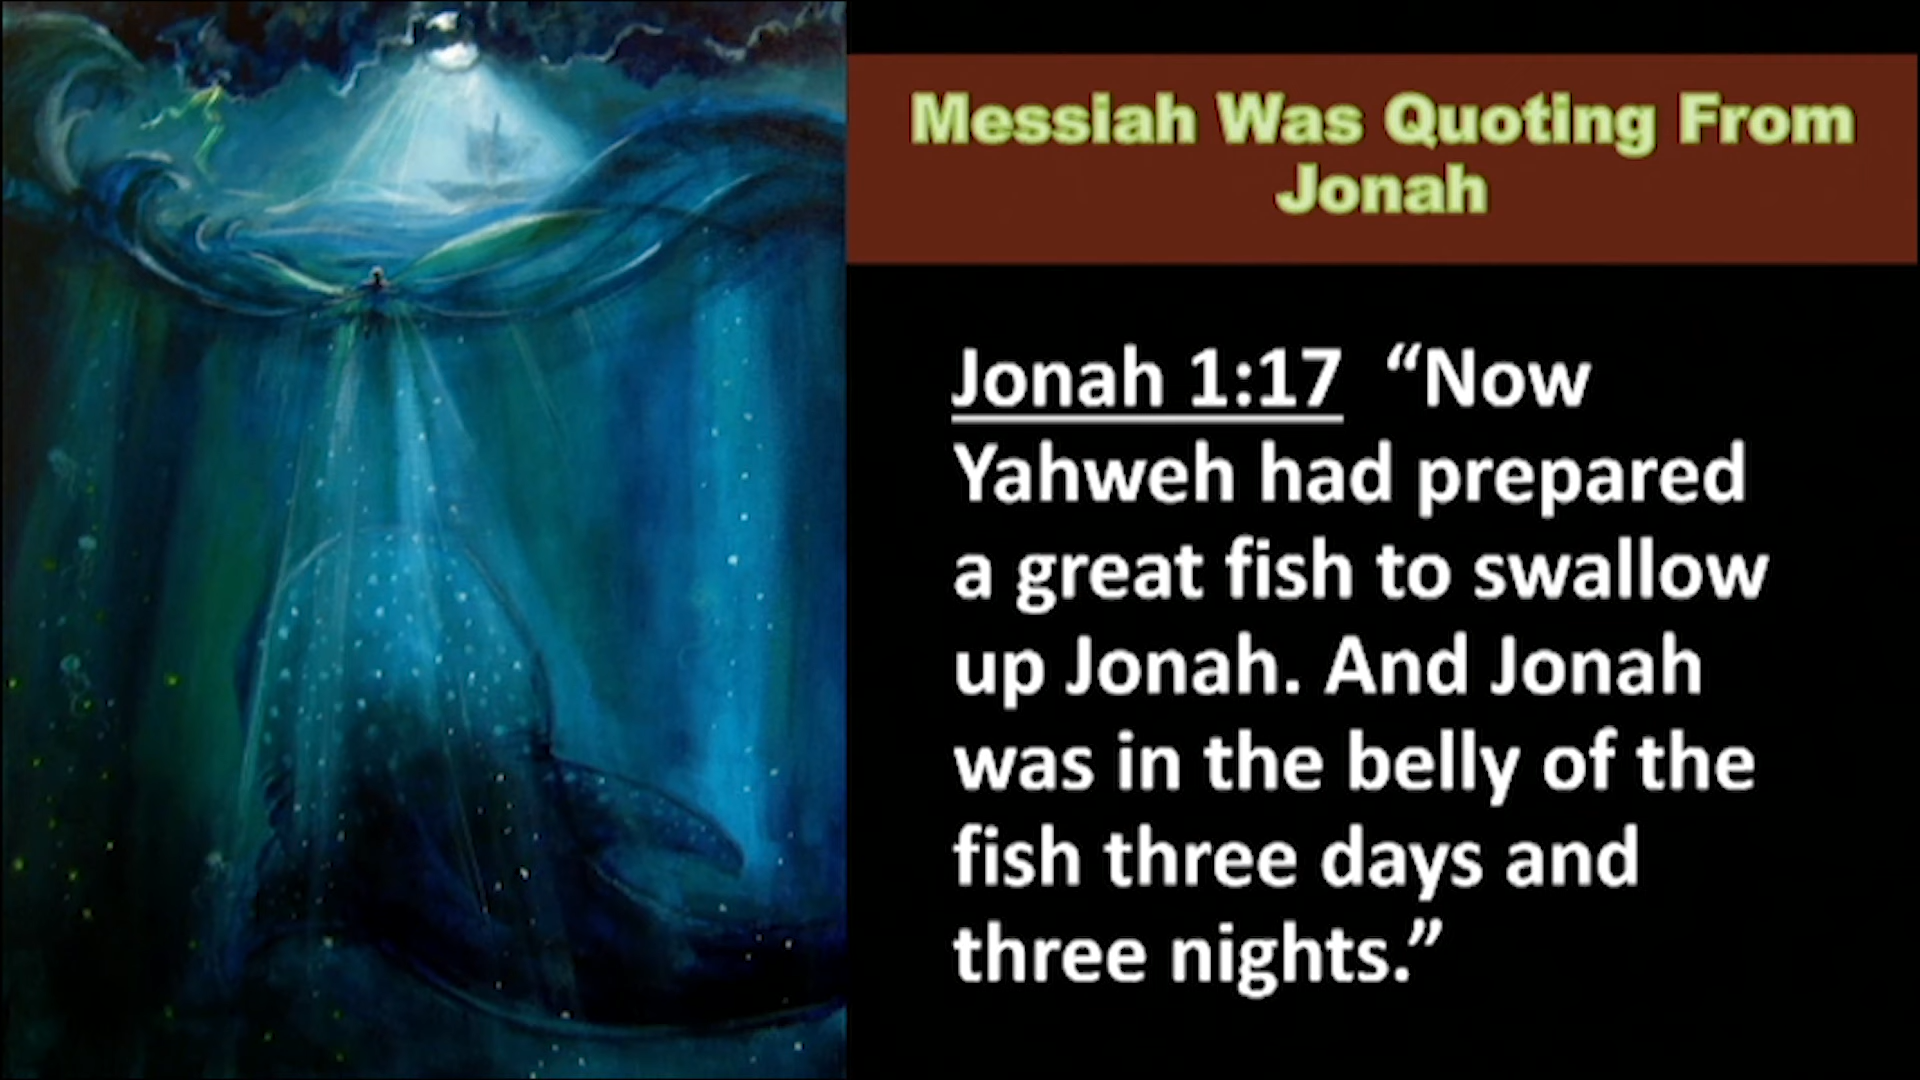 Messiah Was Quoting From
Jonah
Jonah 1:17 “Now
Yahweh had prepared
a great fish to swallow
up Jonah. And Jonah
was in the belly of the
fish three days and
three nights.”